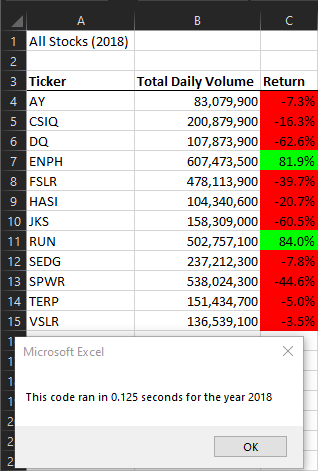 A B C
1 All Stocks (2018)
2
3 Ticker Total Daily Volume Return
4 AY 83,079,900 -7.3%
5 CSIQ 200,879,900 -16.3%
6 DQ 107,873,900 -62.6%
7 ENPH 607,473,500 81.9%
8 FSLR 478,113,900 -39.7%
9 HASI 104,340,600 -20.7%
10 JKS 158,309,000 -60.5%
11 RUN 502,757,100 84.0%
12 SEDG 237,212,300 -7.8%
13 SPWR 538,024,300 -44.6%
14 TERP 151,434,700 -5.0%
15 VSLR 136,539,100 -3.5%
Microsoft Excel
This code ran in 0.125 seconds for the year 2018
OK